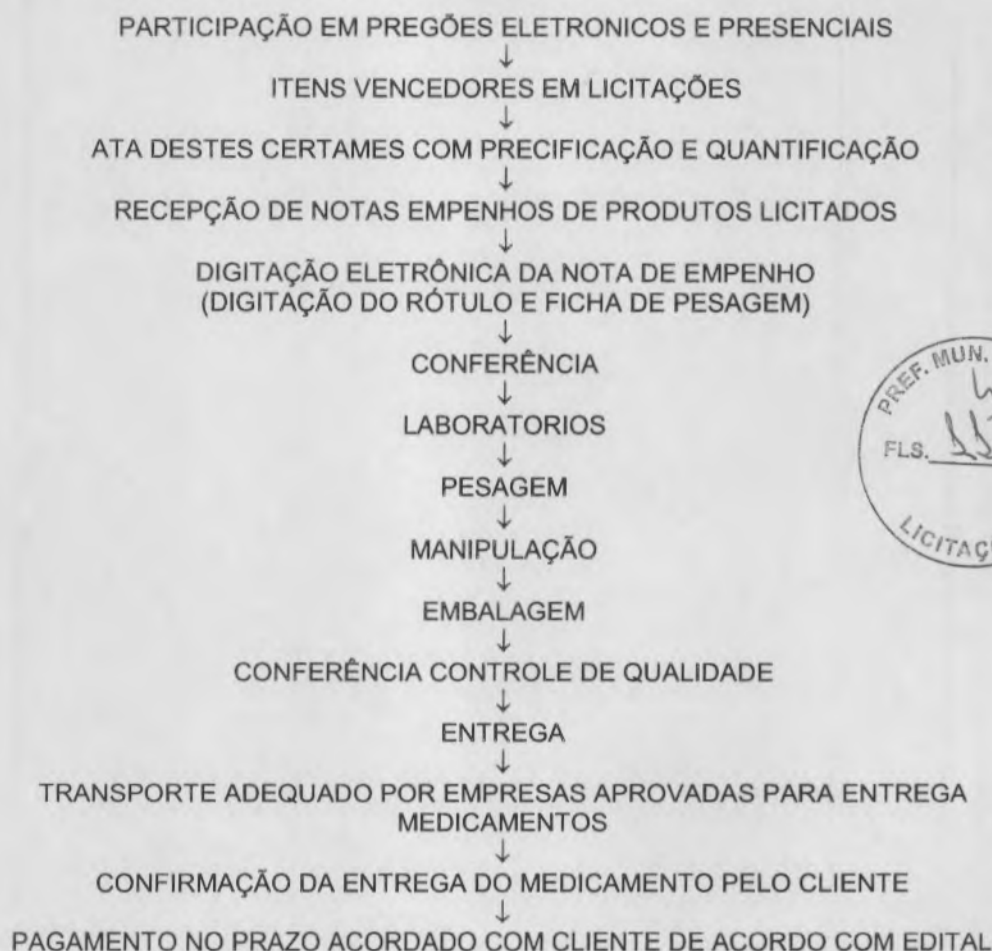 PARTICIPAÇÃO EM PREGÕES ELETRONICOS E PRESENCIAIS
↓
ITENS VENCEDORES EM LICITAÇÕES
↓
ATA DESTES CERTAMES COM PRECIFICAÇÃO E QUANTIFICAÇÃO
↓
RECEPÇÃO DE NOTAS EMPENHOS DE PRODUTOS LICITADOS
↓
DIGITAÇÃO ELETRÔNICA DA NOTA DE EMPENHO
(DIGITAÇÃO DO RÓTULO E FICHA DE PESAGEM)
↓
CONFERÊNCIA
↓
LABORATORIOS
↓
PESAGEM
↓
MANIPULAÇÃO
↓
EMBALAGEM
↓
CONFERÊNCIA CONTROLE DE QUALIDADE
↓
ENTREGA
↓
TRANSPORTE ADEQUADO POR EMPRESAS APROVADAS PARA ENTREGA
MEDICAMENTOS
↓
CONFIRMAÇÃO DA ENTREGA DO MEDICAMENTO PELO CLIENTE
↓
PAGAMENTO NO PRAZO ACORDADO COM CLIENTE DE ACORDO COM EDITAL
PREF. MUN.
FLS.